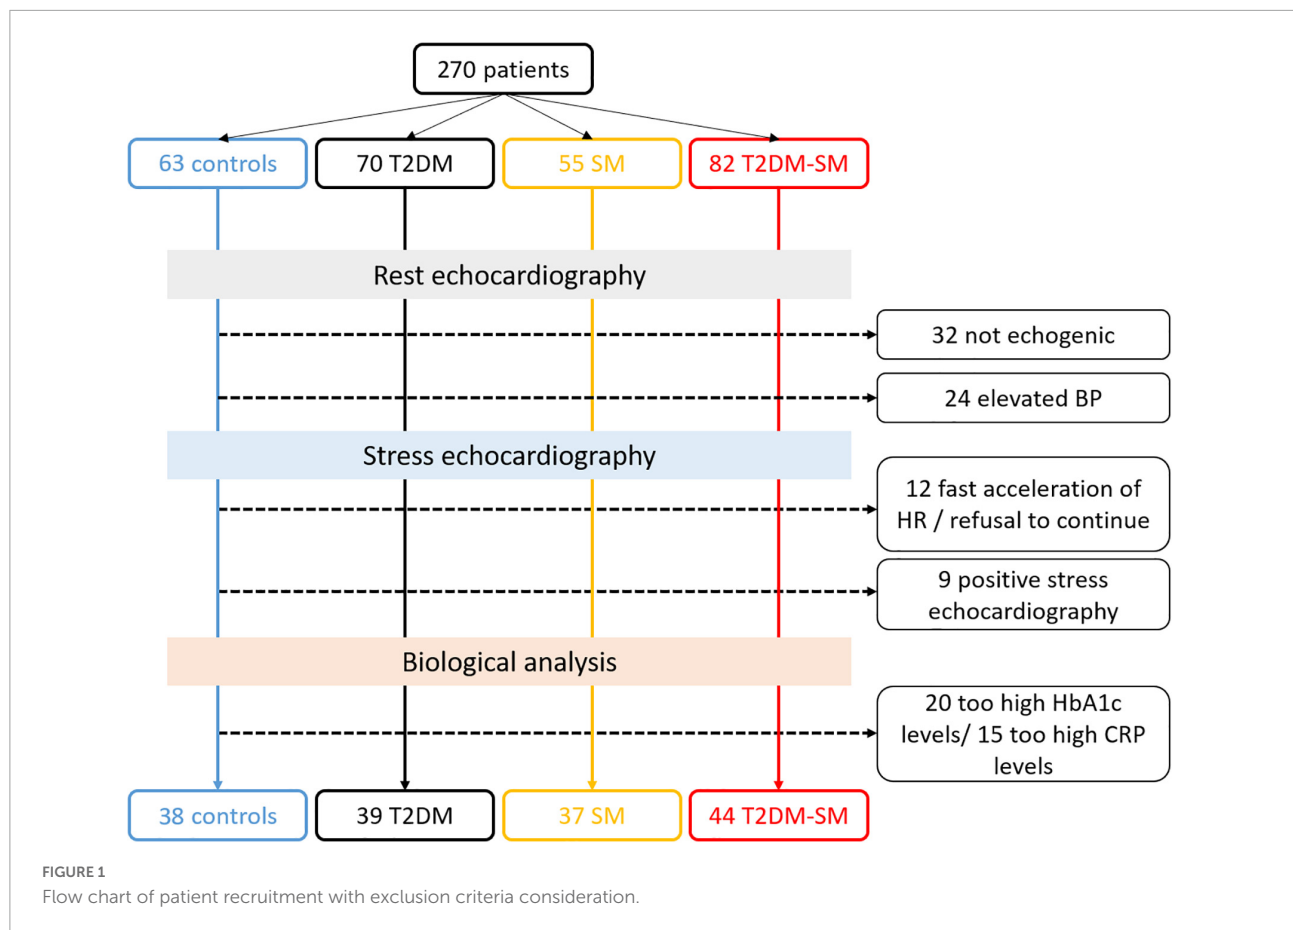 270 patients
63 controls
70 T2DM
55 SM
82 T2DM-SM
Rest echocardiography
32 not echogenic
24 elevated BP
Stress echocardiography
12 fast acceleration of
HR / refusal to continue
9 positive stress
echocardiography
Biological analysis
20 too high HbA1c
levels/ 15 too high CRP
levels
38 controls
39 T2DM
37 SM
44 T2DM-SM
FIGURE 1
Flow chart of patient recruitment with exclusion criteria consideration.